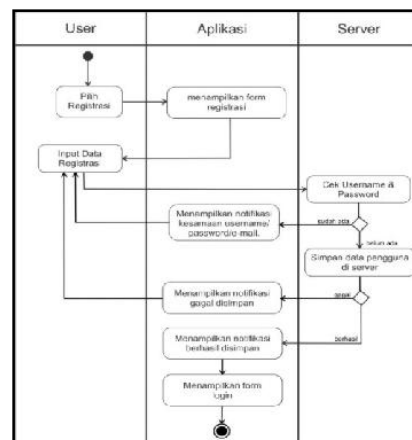 User
Aplikasi
Server
Pilih
Registrasi
menampilkan form
registrasi
Input Data
Registrasi
Cek Username &
Password
Menampilkan notifikasi
kesamaan username/
password/e-mail.
sudah ada
belum ada
Simpan data pengguna
di server
Menampilkan notifikasi
gagal disimpan
gagal
Menampilkan notifikasi
berhasil disimpan
berhasil
Menampilkan form
login